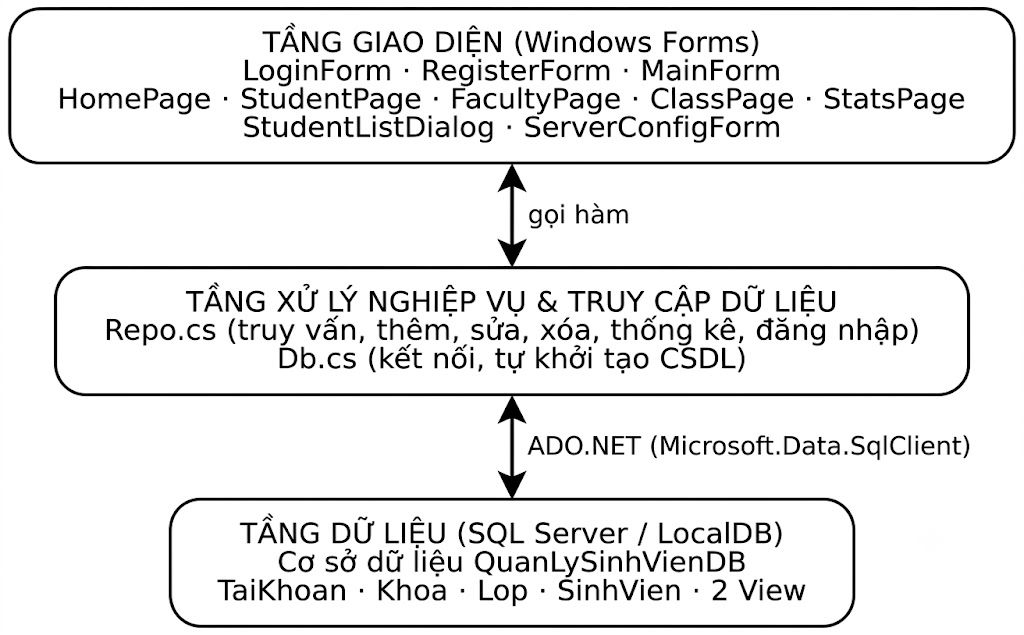 TẦNG GIAO DIỆN (Windows Forms)
LoginForm · RegisterForm · MainForm
HomePage · StudentPage · FacultyPage · ClassPage · StatsPage
StudentListDialog · ServerConfigForm
gọi hàm
TẦNG XỬ LÝ NGHIỆP VỤ & TRUY CẬP DỮ LIỆU
Repo.cs (truy vấn, thêm, sửa, xóa, thống kê, đăng nhập)
Db.cs (kết nối, tự khởi tạo CSDL)
ADO.NET (Microsoft.Data.SqlClient)
TẦNG DỮ LIỆU (SQL Server / LocalDB)
Cơ sở dữ liệu QuanLySinhVienDB
TaiKhoan · Khoa · Lop · SinhVien · 2 View